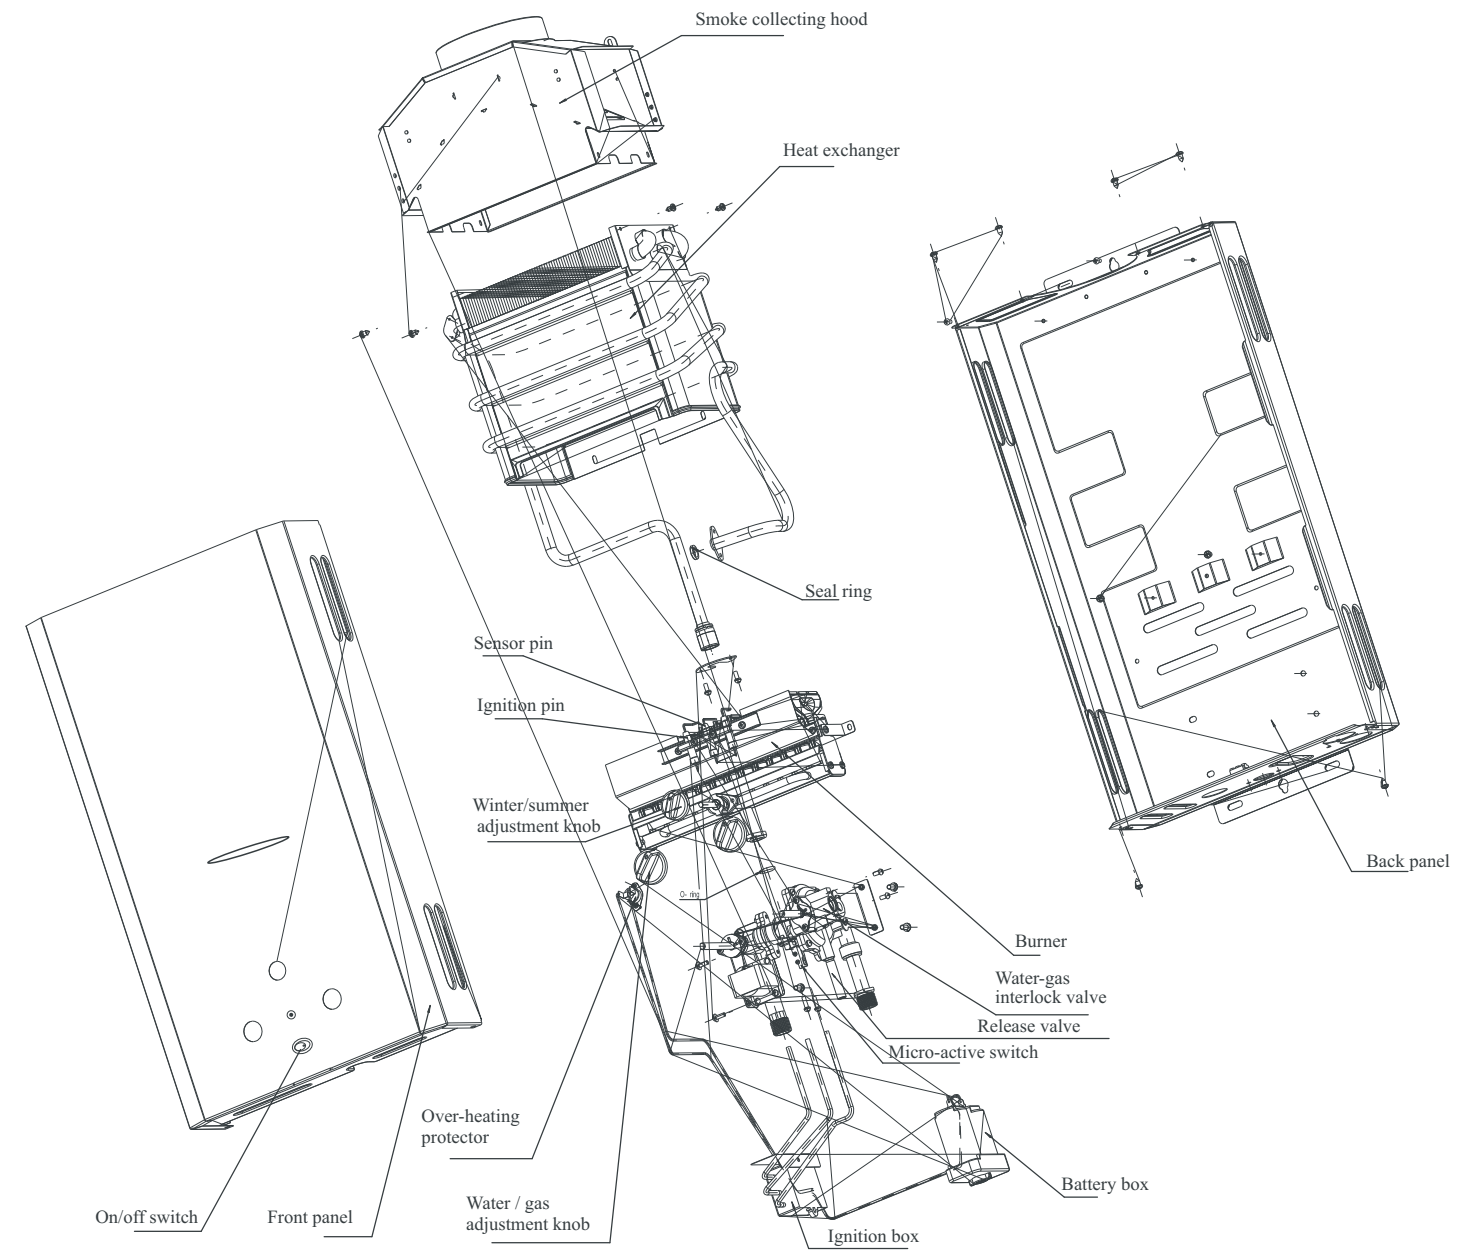 Smoke collecting hood
Heat exchanger
Seal ring
Sensor pin
Ignition pin
Winter/summer
adjustment knob
O- ring
Back panel
Burner
Water-gas
interlock valve
Release valve
Micro-active switch
Over-heating
protector
Battery box
On/off switch
Front panel
Water / gas
adjustment knob
Ignition box